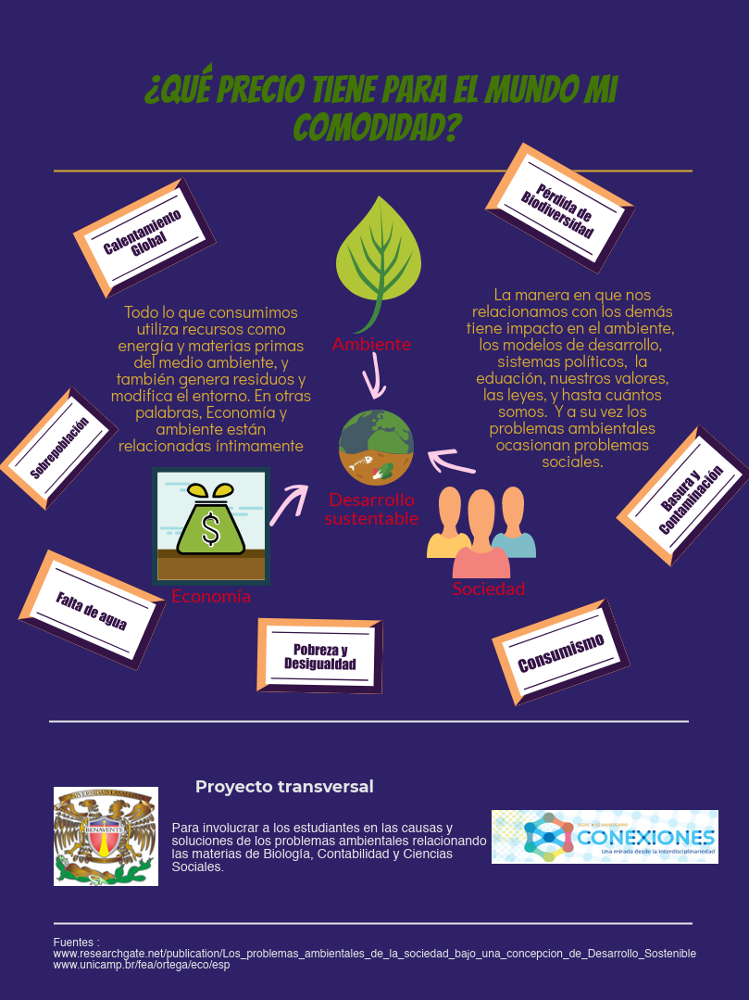 ¿QUÉ PRECIO TIENE PARA EL MUNDO MI
COMODIDAD?
Calentamiento
Global
Pérdida de
Biodiversidad
Todo lo que consumimos
utiliza recursos como
energía y materias primas
del medio ambiente, y
también genera residuos y
modifica el entorno. En otras
palabras, Economía y
ambiente están
relacionadas íntimamente
Ambiente
La manera en que nos
relacionamos con los demás
tiene impacto en el ambiente,
los modelos de desarrollo,
sistemas políticos,  la
eduación, nuestros valores,
las leyes, y hasta cuántos
somos.  Y a su vez los
problemas ambientales
ocasionan problemas
sociales.
Sobrepoblación
Basura y
Contaminación
$
Desarrollo
sustentable
Economía
Sociedad
Falta de agua
Pobreza y
Desigualdad
Consumismo
Proyecto transversal
Para involucrar a los estudiantes en las causas y
soluciones de los problemas ambientales relacionando
las materias de Biología, Contabilidad y Ciencias
Sociales.
BENAVENTE
CONEXIONES
Una mirada desde la interdisciplinariedad
Fuentes :
www.researchgate.net/publication/Los_problemas_ambientales_de_la_sociedad_bajo_una_concepcion_de_Desarrollo_Sostenible
www.unicamp.br/fea/ortega/eco/esp